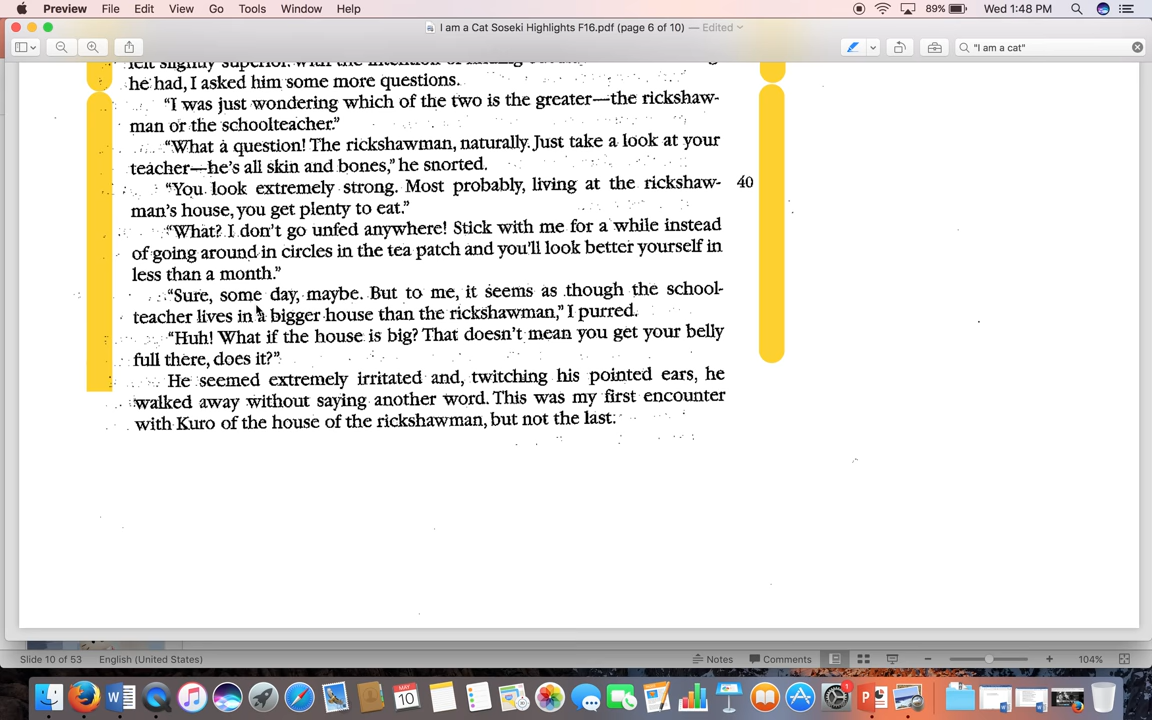 Preview File Edit View Go Tools Window Help 89% Wed 1:48 PM
I am a Cat Soseki Highlights F16.pdf (page 6 of 10) — Edited
"I am a cat"
felt slightly superior. With the intention of
he had, I asked him some more questions.
“I was just wondering which of the two is the greater—the rickshaw-
man or the schoolteacher.”
“What a question! The rickshawman, naturally. Just take a look at your
teacher—he’s all skin and bones,” he snorted.
“You look extremely strong. Most probably, living at the rickshaw- 40
man’s house, you get plenty to eat.”
“What? I don’t go unfed anywhere! Stick with me for a while instead
of going around in circles in the tea patch and you’ll look better yourself in
less than a month.”
“Sure, some day, maybe. But to me, it seems as though the school-
teacher lives in a bigger house than the rickshawman,” I purred.
“Huh! What if the house is big? That doesn’t mean you get your belly
full there, does it?”
He seemed extremely irritated and, twitching his pointed ears, he
walked away without saying another word. This was my first encounter
with Kuro of the house of the rickshawman, but not the last.
Slide 10 of 53 English (United States) Notes Comments 104%
MAY
10
1